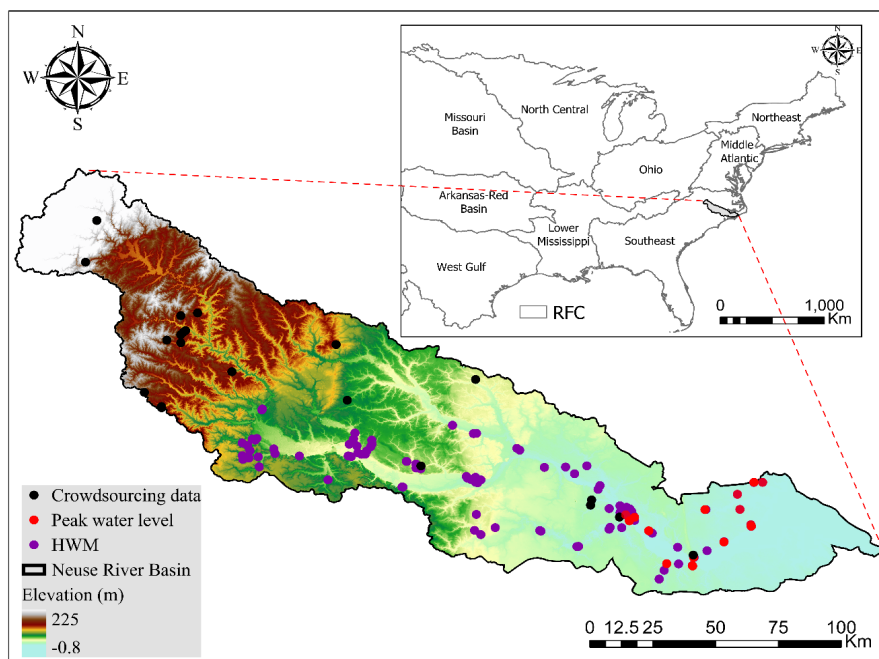 N
W E
S
N
W E
S
Missouri
Basin
North Central
Northeast
Middle
Atlantic
Ohio
Arkansas-Red
Basin
Lower
Mississippi
Southeast
West Gulf
RFC
0 1,000
Km
Crowdsourcing data
Peak water level
HWM
Neuse River Basin
Elevation (m)
225
-0.8
0 12.5 25 50 75 100
Km